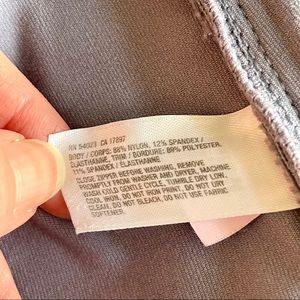 RN 54023 CA 17897
BODY / CORPS: 88% NYLON, 12% SPANDEX /
ELASTHANNE, TRIM / BORDURE: 89% POLYESTER,
11% SPANDEX / ELASTHANNE
CLOSE ZIPPER BEFORE WASHING, REMOVE
PROMPTLY FROM WASHER AND DRYER, MACHINE
WASH COLD GENTLE CYCLE, TUMBLE DRY LOW,
COOL IRON, DO NOT IRON PRINT, DO NOT DRY
CLEAN, DO NOT BLEACH, DO NOT USE FABRIC
SOFTENER.